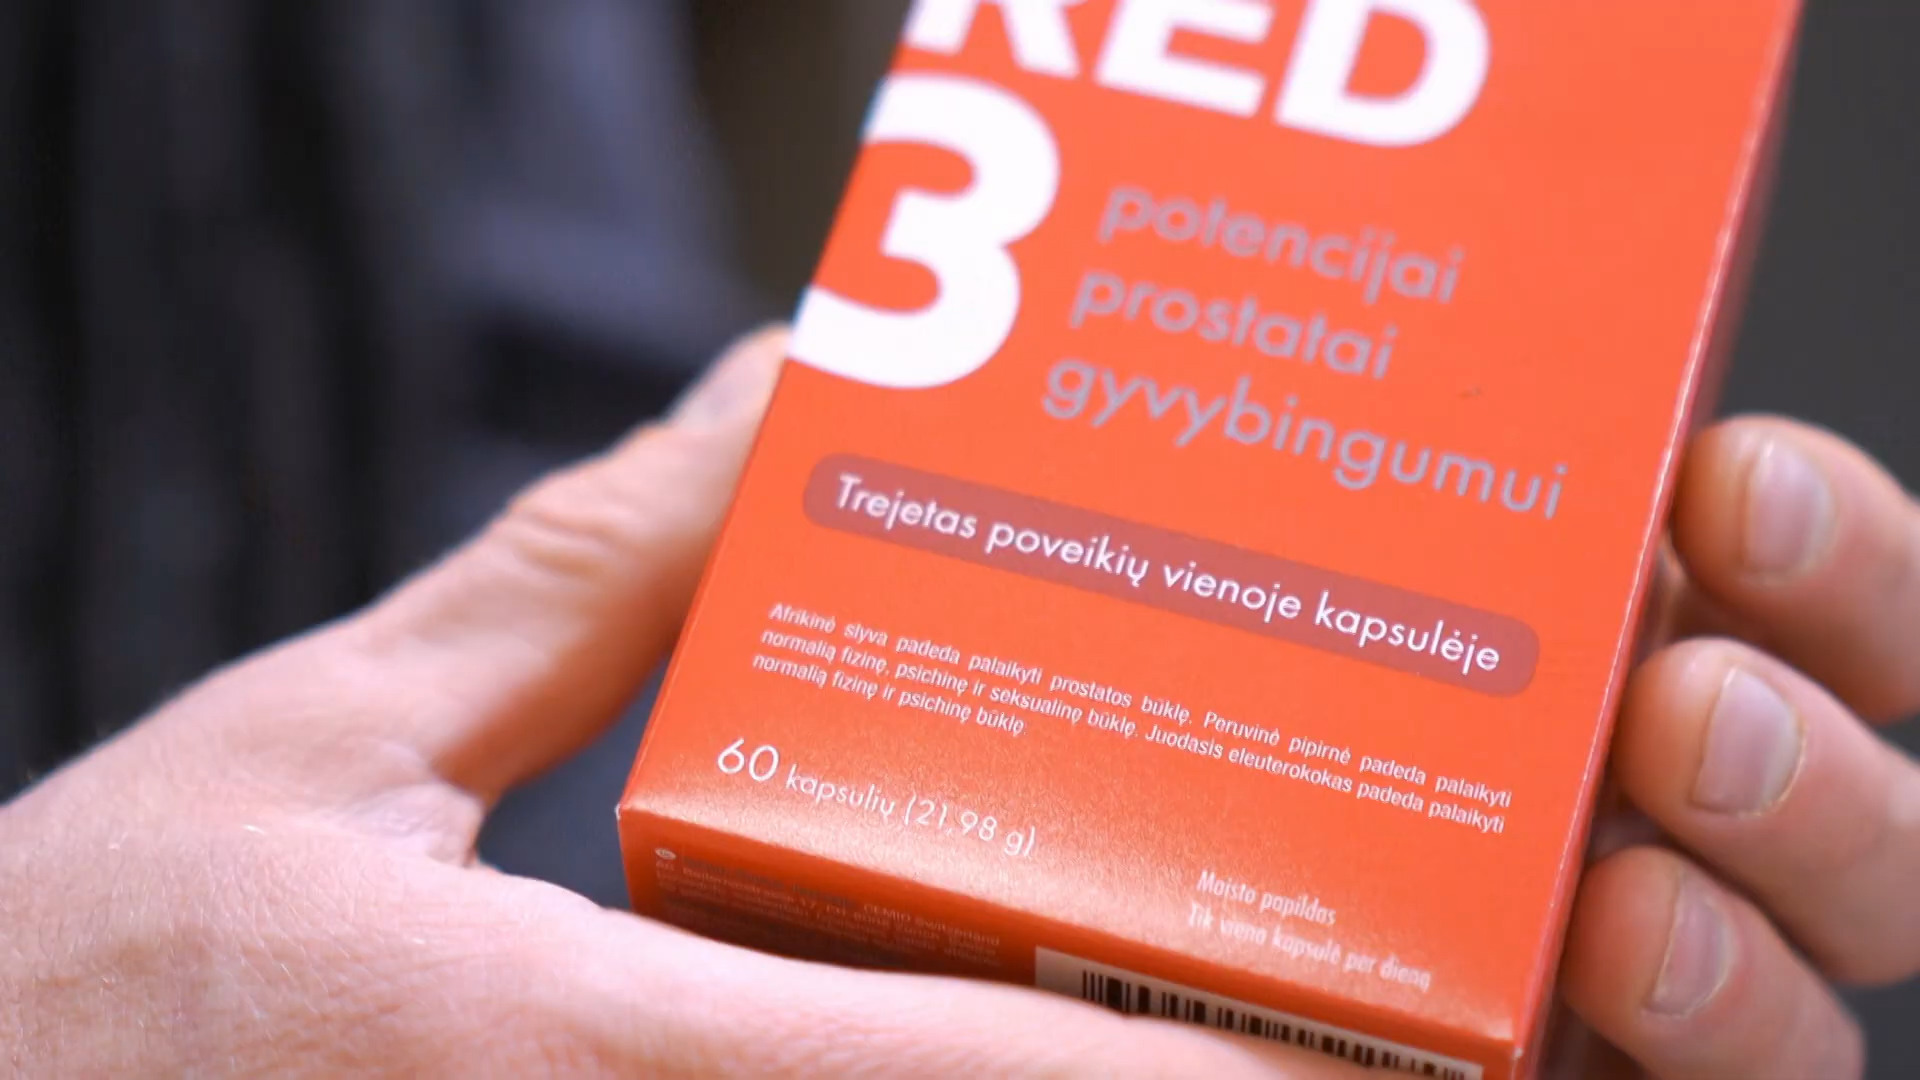 RED
3
potencijai
prostatai
gyvybingumui
Trejetas poveikių vienoje kapsulėje
Afrikinė slyva padeda palaikyti prostatos būklę. Peruvinė pipirnė padeda palaikyti
normalią fizinę, psichinę ir seksualinę būklę. Juodasis eleuterokokas padeda palaikyti
normalią fizinę ir psichinę būklę.
60 kapsulių (21,98 g)
Maisto papildas
Tik viena kapsulė per dieną
CEMIO Switzerland